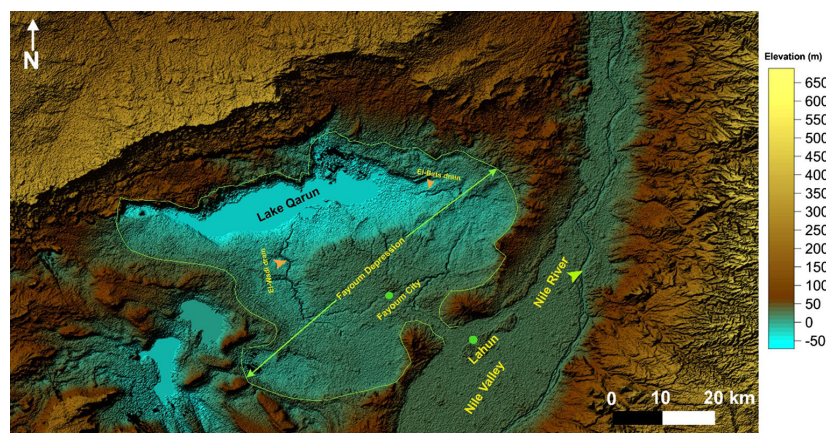 N
Elevation (m)
650
600
550
500
450
400
350
300
250
200
150
100
50
0
-50
El-Bats drain
Lake Qarun
Fayoum Depression
El-Wadi drain
Fayoum City
Nile River
Lahun
Nile Valley
0 10 20 km